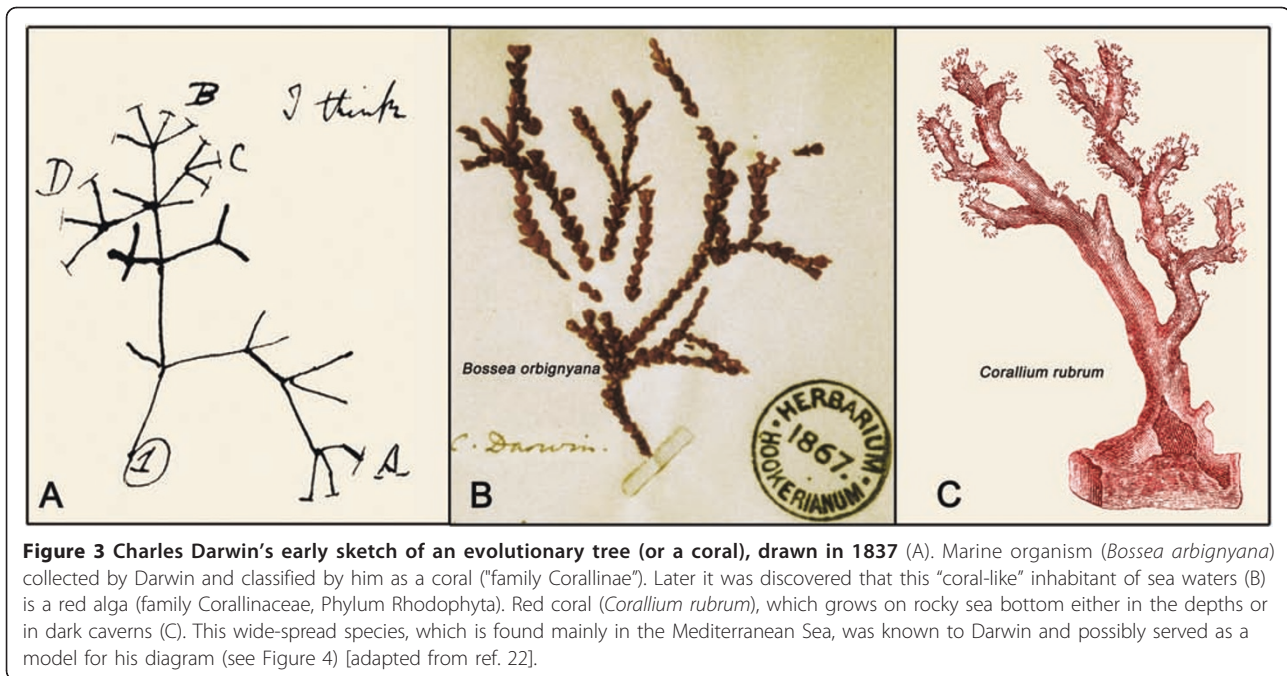 I think
B
C
D
A
1
A
Bossea orbignyana
C. Darwin.
HERBARIUM
1867.
HOOKERIANUM
B
Corallium rubrum
C
Figure 3 Charles Darwin's early sketch of an evolutionary tree (or a coral), drawn in 1837 (A). Marine organism (Bossea arbignyana)
collected by Darwin and classified by him as a coral ("family Corallinae"). Later it was discovered that this "coral-like" inhabitant of sea waters (B)
is a red alga (family Corallinaceae, Phylum Rhodophyta). Red coral (Corallium rubrum), which grows on rocky sea bottom either in the depths or
in dark caverns (C). This wide-spread species, which is found mainly in the Mediterranean Sea, was known to Darwin and possibly served as a
model for his diagram (see Figure 4) [adapted from ref. 22].